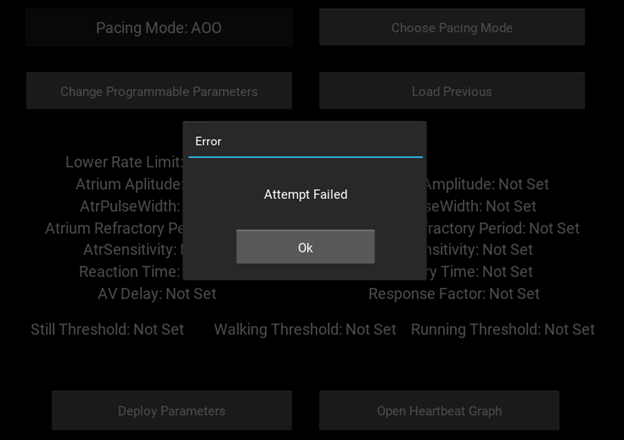 Pacing Mode: AOO
Choose Pacing Mode
Change Programmable Parameters
Load Previous
Error
Attempt Failed
Ok
Lower Rate Limit:
Atrium Aplitude:
Amplitude: Not Set
AtrPulseWidth:
seWidth: Not Set
Atrium Refractory Pe
fractory Period: Not Set
AtrSensitivity: N
nsitivity: Not Set
Reaction Time:
ry Time: Not Set
AV Delay: Not Set
Response Factor: Not Set
Still Threshold: Not Set
Walking Threshold: Not Set
Running Threshold: Not Set
Deploy Parameters
Open Heartbeat Graph